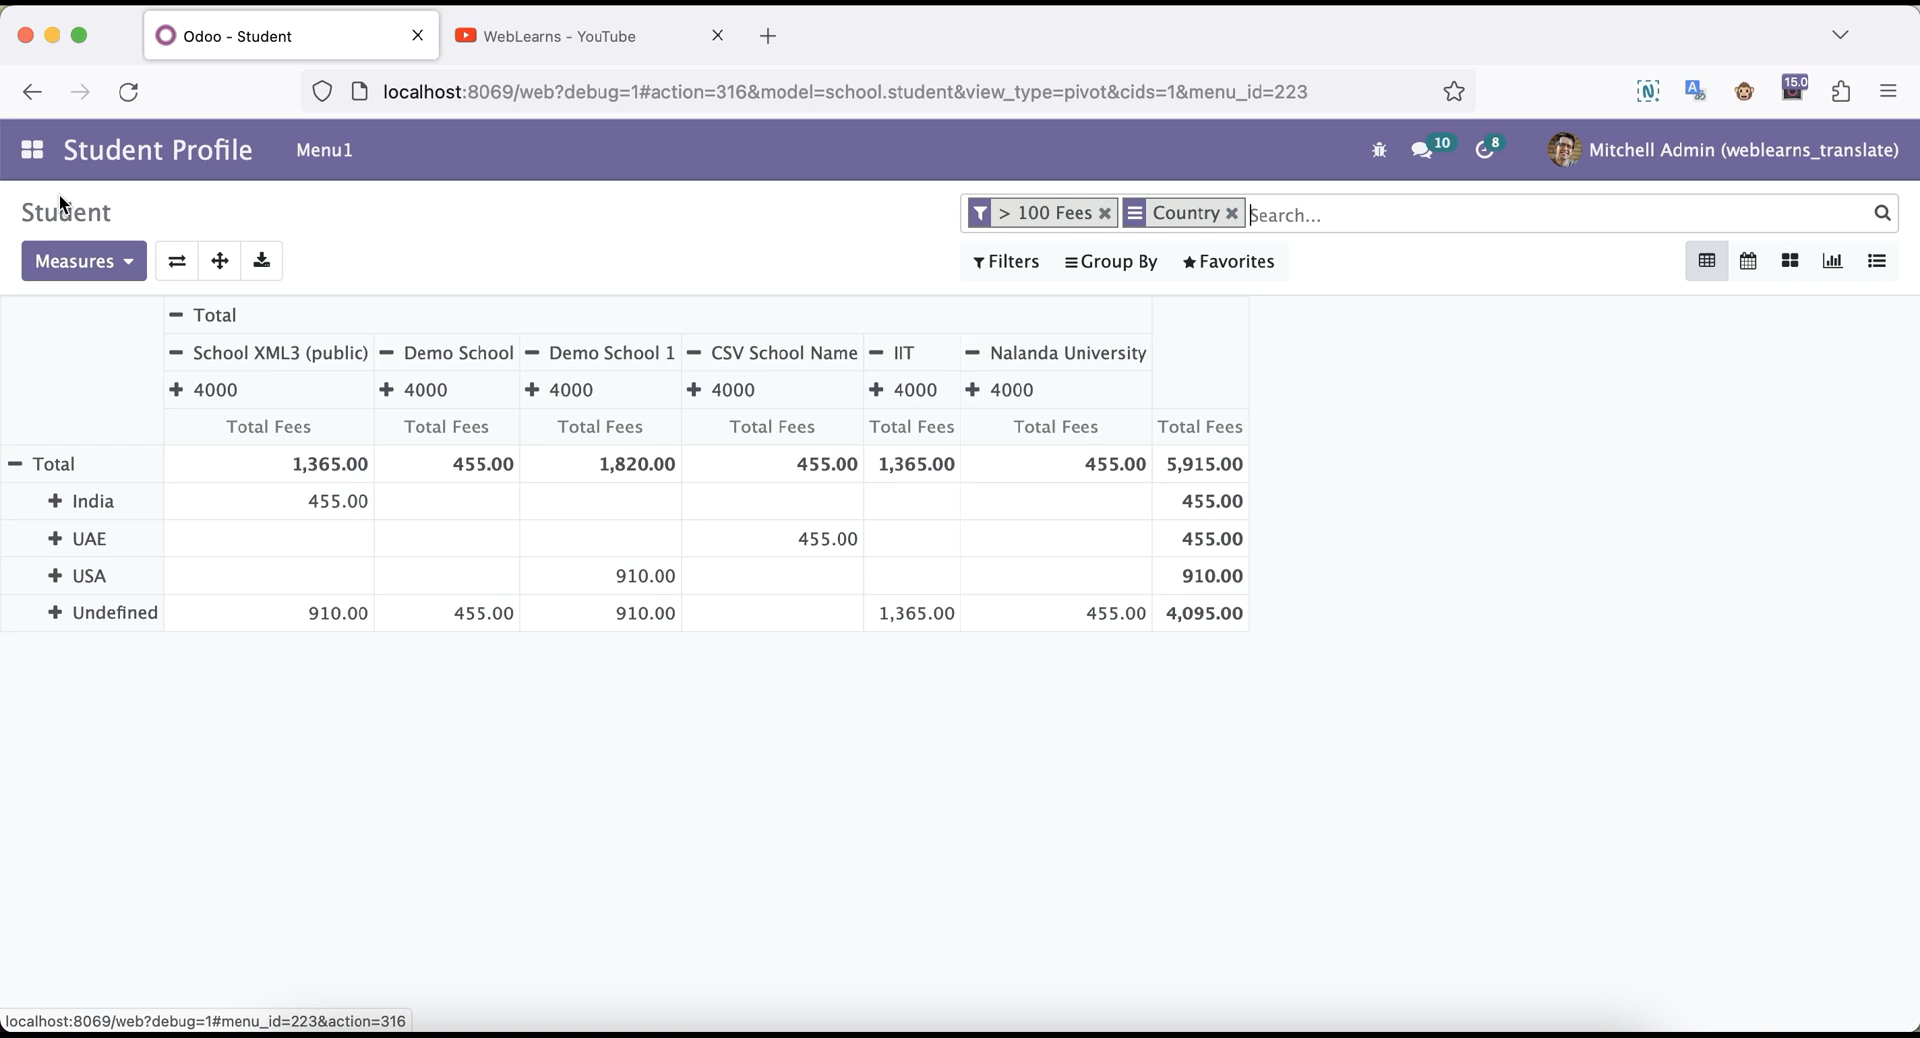 Odoo - Student
WebLearns - YouTube
localhost:8069/web?debug=1#action=316&model=school.student&view_type=pivot&cids=1&menu_id=223
15.0
Student Profile Menu1 10 8 Mitchell Admin (weblearns_translate)
Student > 100 Fees Country Search...
Measures Filters Group By Favorites
Total
School XML3 (public) Demo School Demo School 1 CSV School Name IIT Nalanda University
4000 4000 4000 4000 4000 4000
Total Fees Total Fees Total Fees Total Fees Total Fees Total Fees Total Fees
Total 1,365.00 455.00 1,820.00 455.00 1,365.00 455.00 5,915.00
India 455.00 455.00
UAE 455.00 455.00
USA 910.00 910.00
Undefined 910.00 455.00 910.00 1,365.00 455.00 4,095.00
localhost:8069/web?debug=1#menu_id=223&action=316